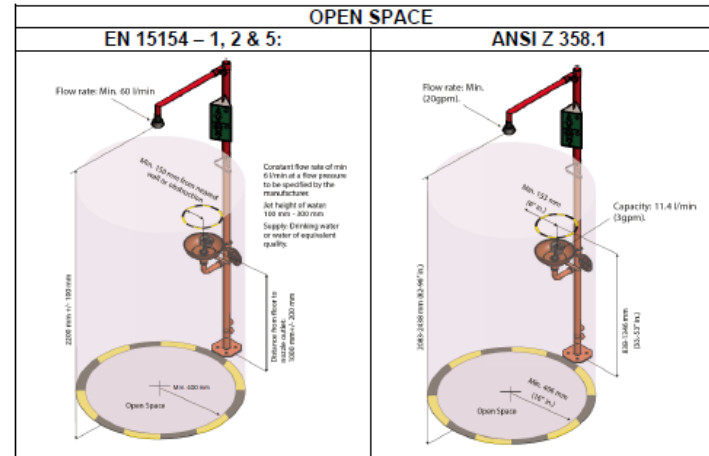 OPEN SPACE
EN 15154 – 1, 2 & 5:
ANSI Z 358.1
Flow rate: Min. 60 l/min
Min. 150 mm from nearest
wall or obstruction
Constant flow rate of min
6 l/min at a flow pressure
to be specified by the
manufacturer.
Jet height of water:
100 mm - 300 mm
Supply: Drinking water
or water of equivalent
quality.
2200 mm +/- 100 mm
Distance from floor to
nozzle outlet:
1000 mm+/- 200 mm
Min. 400 mm
Open Space
Flow rate: Min.
(20gpm).
Min. 153 mm
(6" in.)
Capacity: 11.4 l/min
(3gpm).
2083-2438 mm (82-96" in.)
838-1346 mm
(33-53" in.)
Min. 406 mm
(16" in.)
Open Space